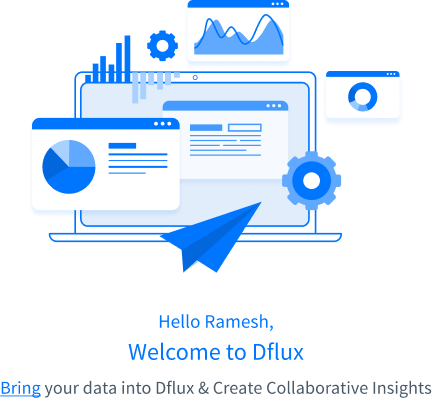 Hello Ramesh,
Welcome to Dflux
Bring your data into Dflux & Create Collaborative Insights